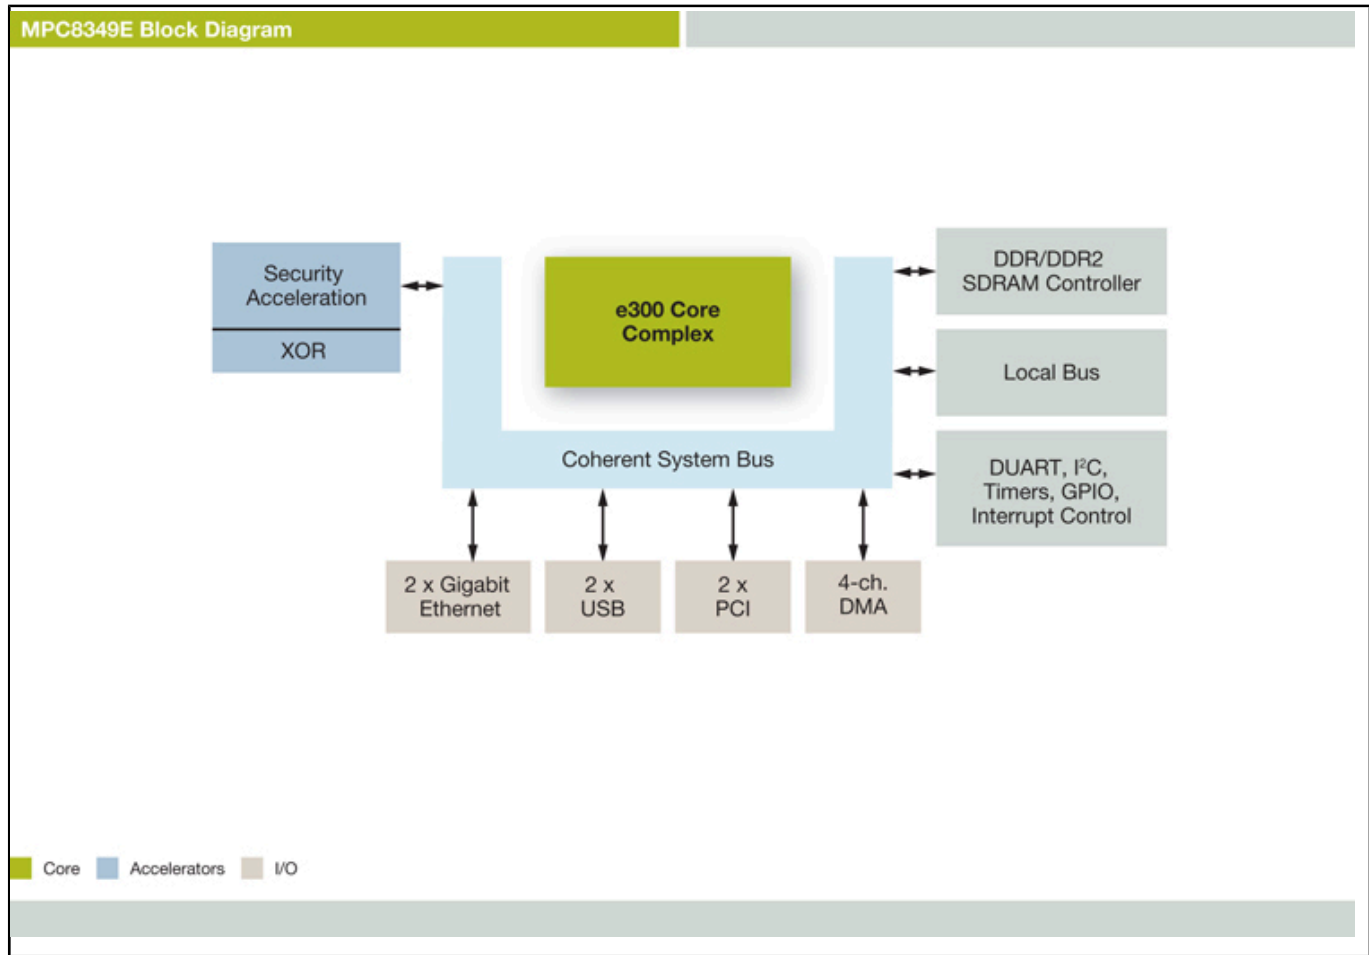 MPC8349E Block Diagram
Security
Acceleration
XOR
e300 Core
Complex
DDR/DDR2
SDRAM Controller
Local Bus
Coherent System Bus
DUART, I²C,
Timers, GPIO,
Interrupt Control
2 x Gigabit
Ethernet
2 x
USB
2 x
PCI
4-ch.
DMA
Core
Accelerators
I/O